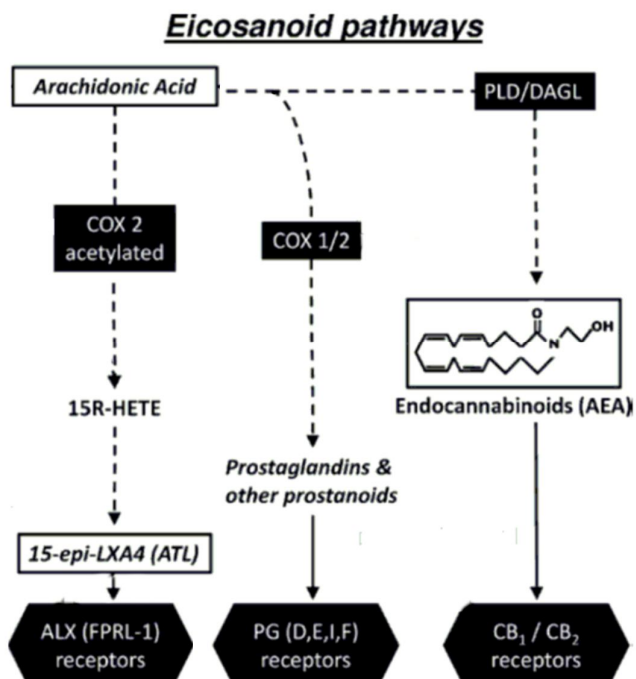 Eicosanoid pathways
Arachidonic Acid
PLD/DAGL
COX 2
acetylated
COX 1/2
O
OH
N
15R-HETE
Endocannabinoids (AEA)
Prostaglandins &
other prostanoids
15-epi-LXA4 (ATL)
ALX (FPRL-1)
receptors
PG (D,E,I,F)
receptors
CB₁ / CB₂
receptors